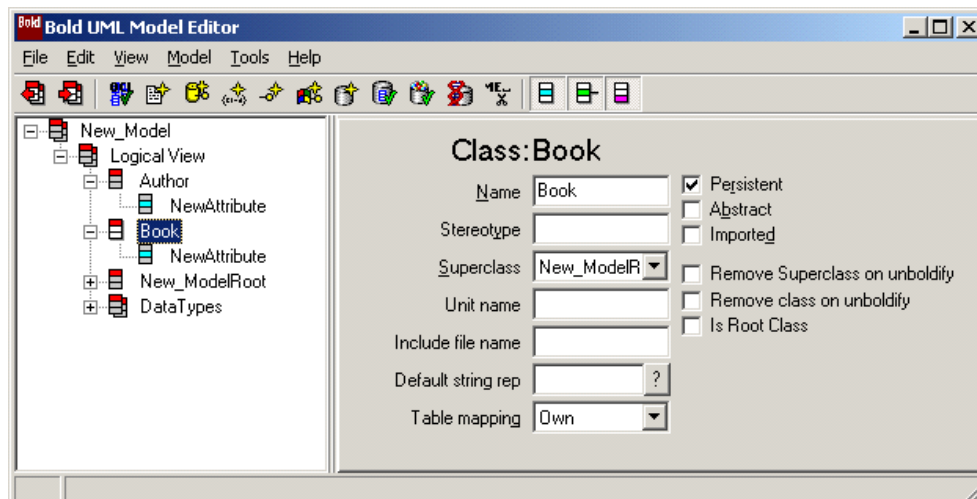 Bold Bold UML Model Editor
File Edit View Model Tools Help
New_Model
Logical View
Author
NewAttribute
Book
NewAttribute
New_ModelRoot
DataTypes
Class:Book
Name Book
Stereotype
Superclass New_ModelR
Unit name
Include file name
Default string rep ?
Table mapping Own
Persistent
Abstract
Imported
Remove Superclass on unboldify
Remove class on unboldify
Is Root Class